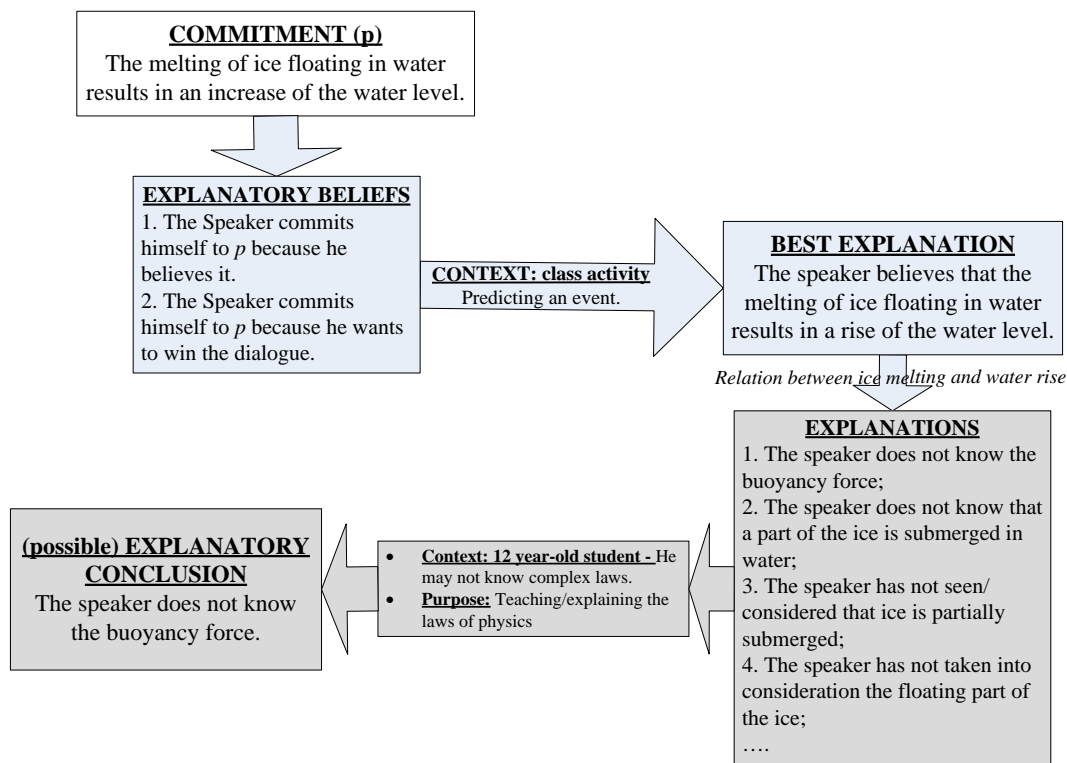 COMMITMENT (p)
The melting of ice floating in water
results in an increase of the water level.
EXPLANATORY BELIEFS
1. The Speaker commits
himself to p because he
believes it.
2. The Speaker commits
himself to p because he wants
to win the dialogue.
CONTEXT: class activity
Predicting an event.
BEST EXPLANATION
The speaker believes that the
melting of ice floating in water
results in a rise of the water level.
Relation between ice melting and water rise
EXPLANATIONS
1. The speaker does not know the
buoyancy force;
2. The speaker does not know that
a part of the ice is submerged in
water;
3. The speaker has not seen/
considered that ice is partially
submerged;
4. The speaker has not taken into
consideration the floating part of
the ice;
….
• Context: 12 year-old student - He
may not know complex laws.
• Purpose: Teaching/explaining the
laws of physics
(possible) EXPLANATORY
CONCLUSION
The speaker does not know
the buoyancy force.